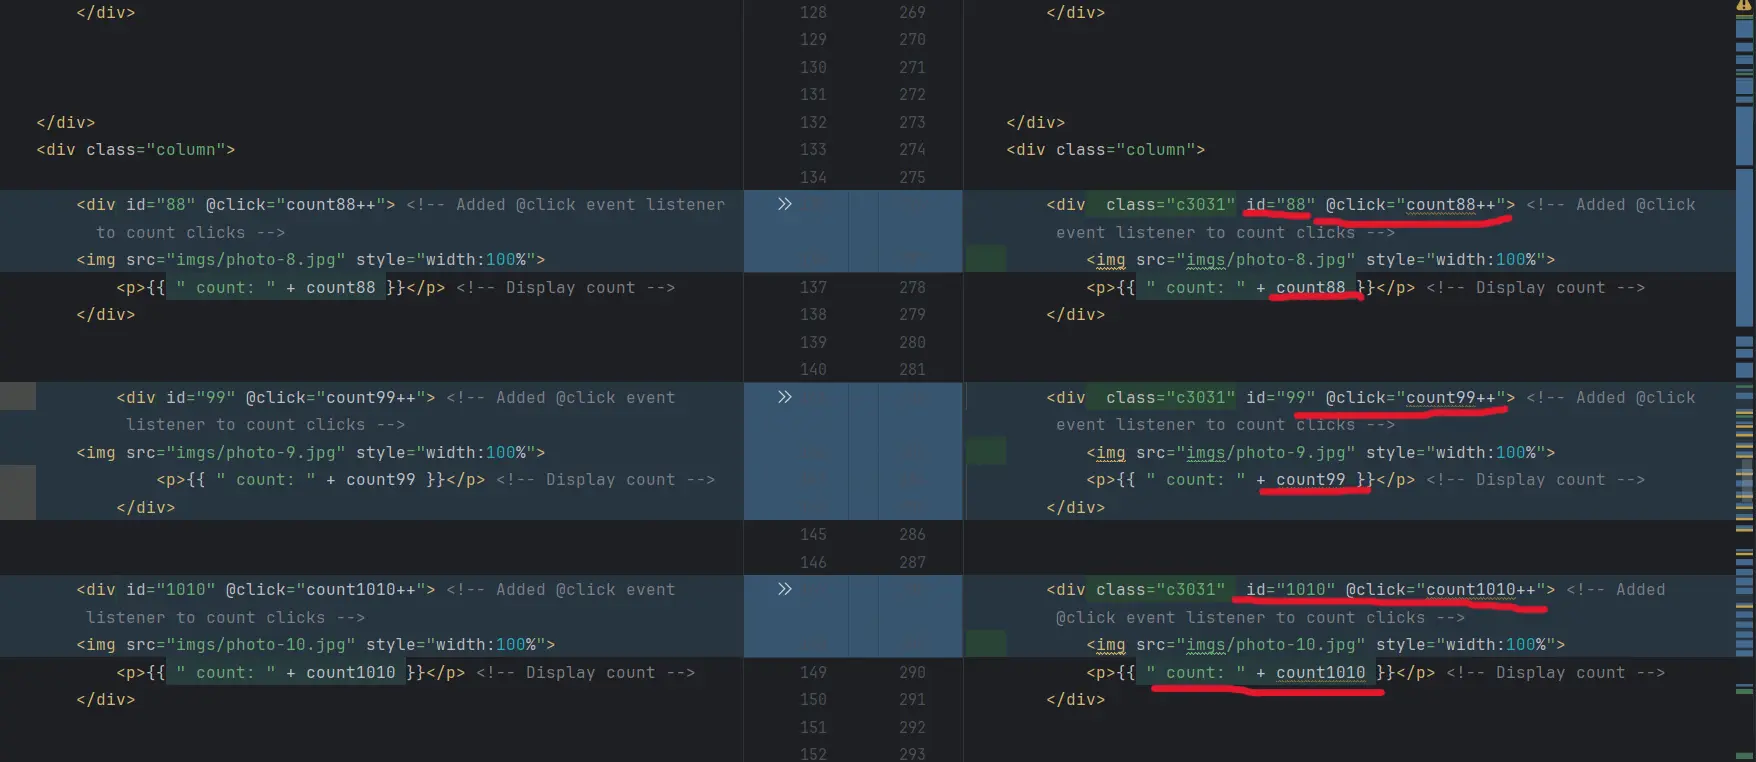 </div> 128 269 </div>
129 270
130 271
131 272
</div> 132 273 </div>
<div class="column"> 133 274 <div class="column">
134 275
<div id="88" @click="count88++"> <!-- Added @click event listener >> <div class="c3031" id="88" @click="count88++"> <!-- Added @click
to count clicks --> event listener to count clicks -->
<img src="imgs/photo-8.jpg" style="width:100%"> <img src="imgs/photo-8.jpg" style="width:100%">
<p>{{ " count: " + count88 }}</p> <!-- Display count --> 137 278 <p>{{ " count: " + count88 }}</p> <!-- Display count -->
</div> 138 279 </div>
139 280
140 281
<div id="99" @click="count99++"> <!-- Added @click event >> <div class="c3031" id="99" @click="count99++"> <!-- Added @click
listener to count clicks --> event listener to count clicks -->
<img src="imgs/photo-9.jpg" style="width:100%"> <img src="imgs/photo-9.jpg" style="width:100%">
<p>{{ " count: " + count99 }}</p> <!-- Display count --> <p>{{ " count: " + count99 }}</p> <!-- Display count -->
</div> </div>
145 286
146 287
<div id="1010" @click="count1010++"> <!-- Added @click event >> <div class="c3031" id="1010" @click="count1010++"> <!-- Added
listener to count clicks --> @click event listener to count clicks -->
<img src="imgs/photo-10.jpg" style="width:100%"> <img src="imgs/photo-10.jpg" style="width:100%">
<p>{{ " count: " + count1010 }}</p> <!-- Display count --> 149 290 <p>{{ " count: " + count1010 }}</p> <!-- Display count -->
</div> 150 291 </div>
151 292
152 293